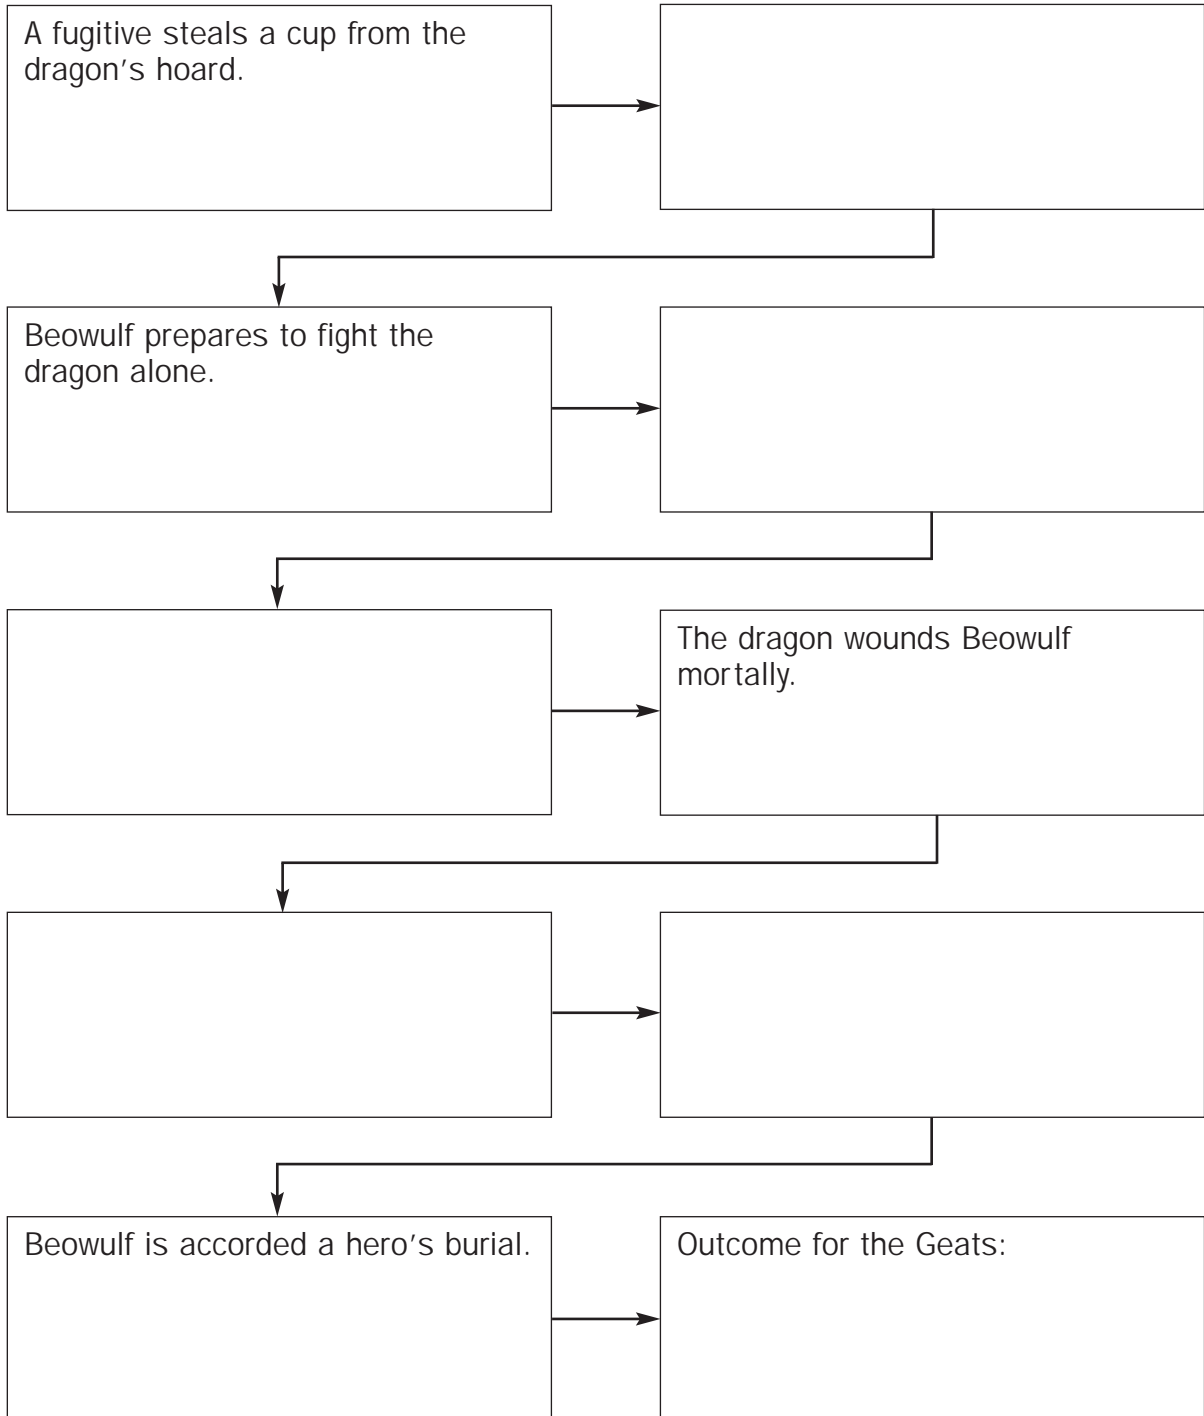 A fugitive steals a cup from the
dragon's hoard.
Beowulf prepares to fight the
dragon alone.
The dragon wounds Beowulf
mortally.
Beowulf is accorded a hero's burial.
Outcome for the Geats: